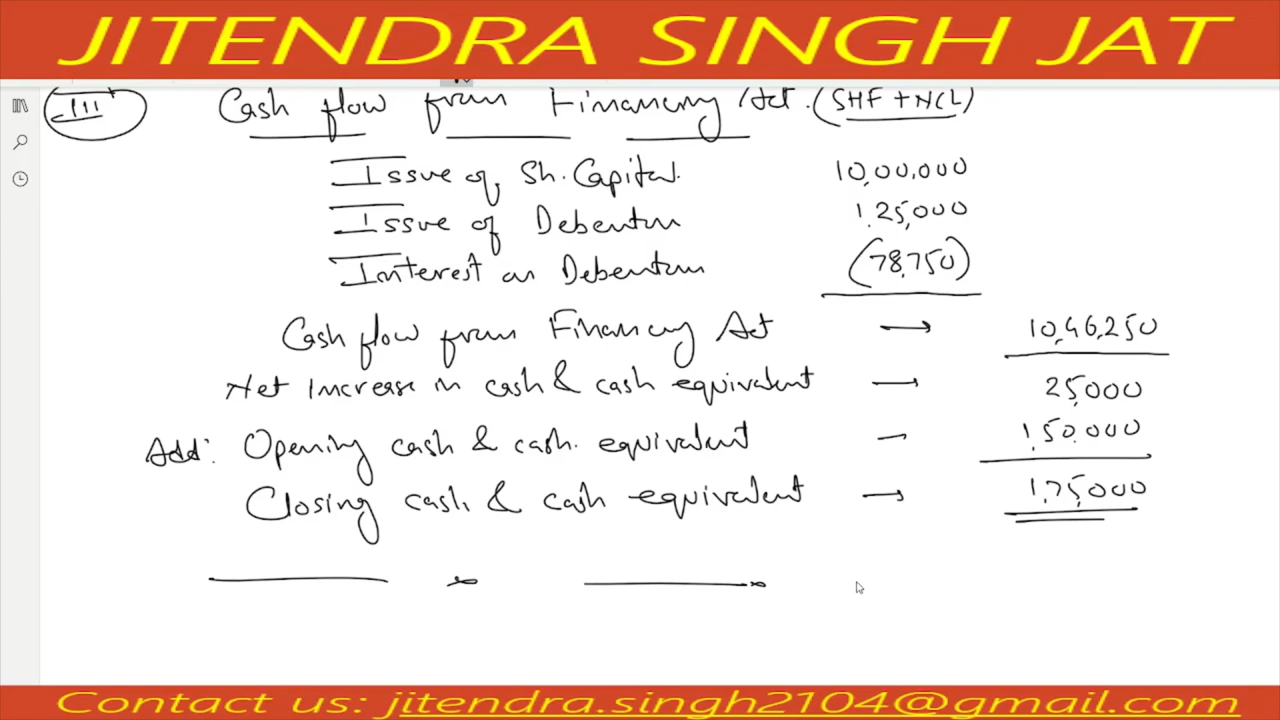 JITENDRA SINGH JAT
III Cash flow from Financing Act. (SHF + NCL)
Issue of Sh. Capital 10,00,000
Issue of Debenture 1,25,000
Interest on Debenture (78,750)
Cash flow from Financing Act → 10,46,250
Net Increase in cash & cash equivalent → 25,000
Add: Opening cash & cash equivalent - 1,50,000
Closing cash & cash equivalent → 1,75,000
Contact us: jitendra.singh2104@gmail.com